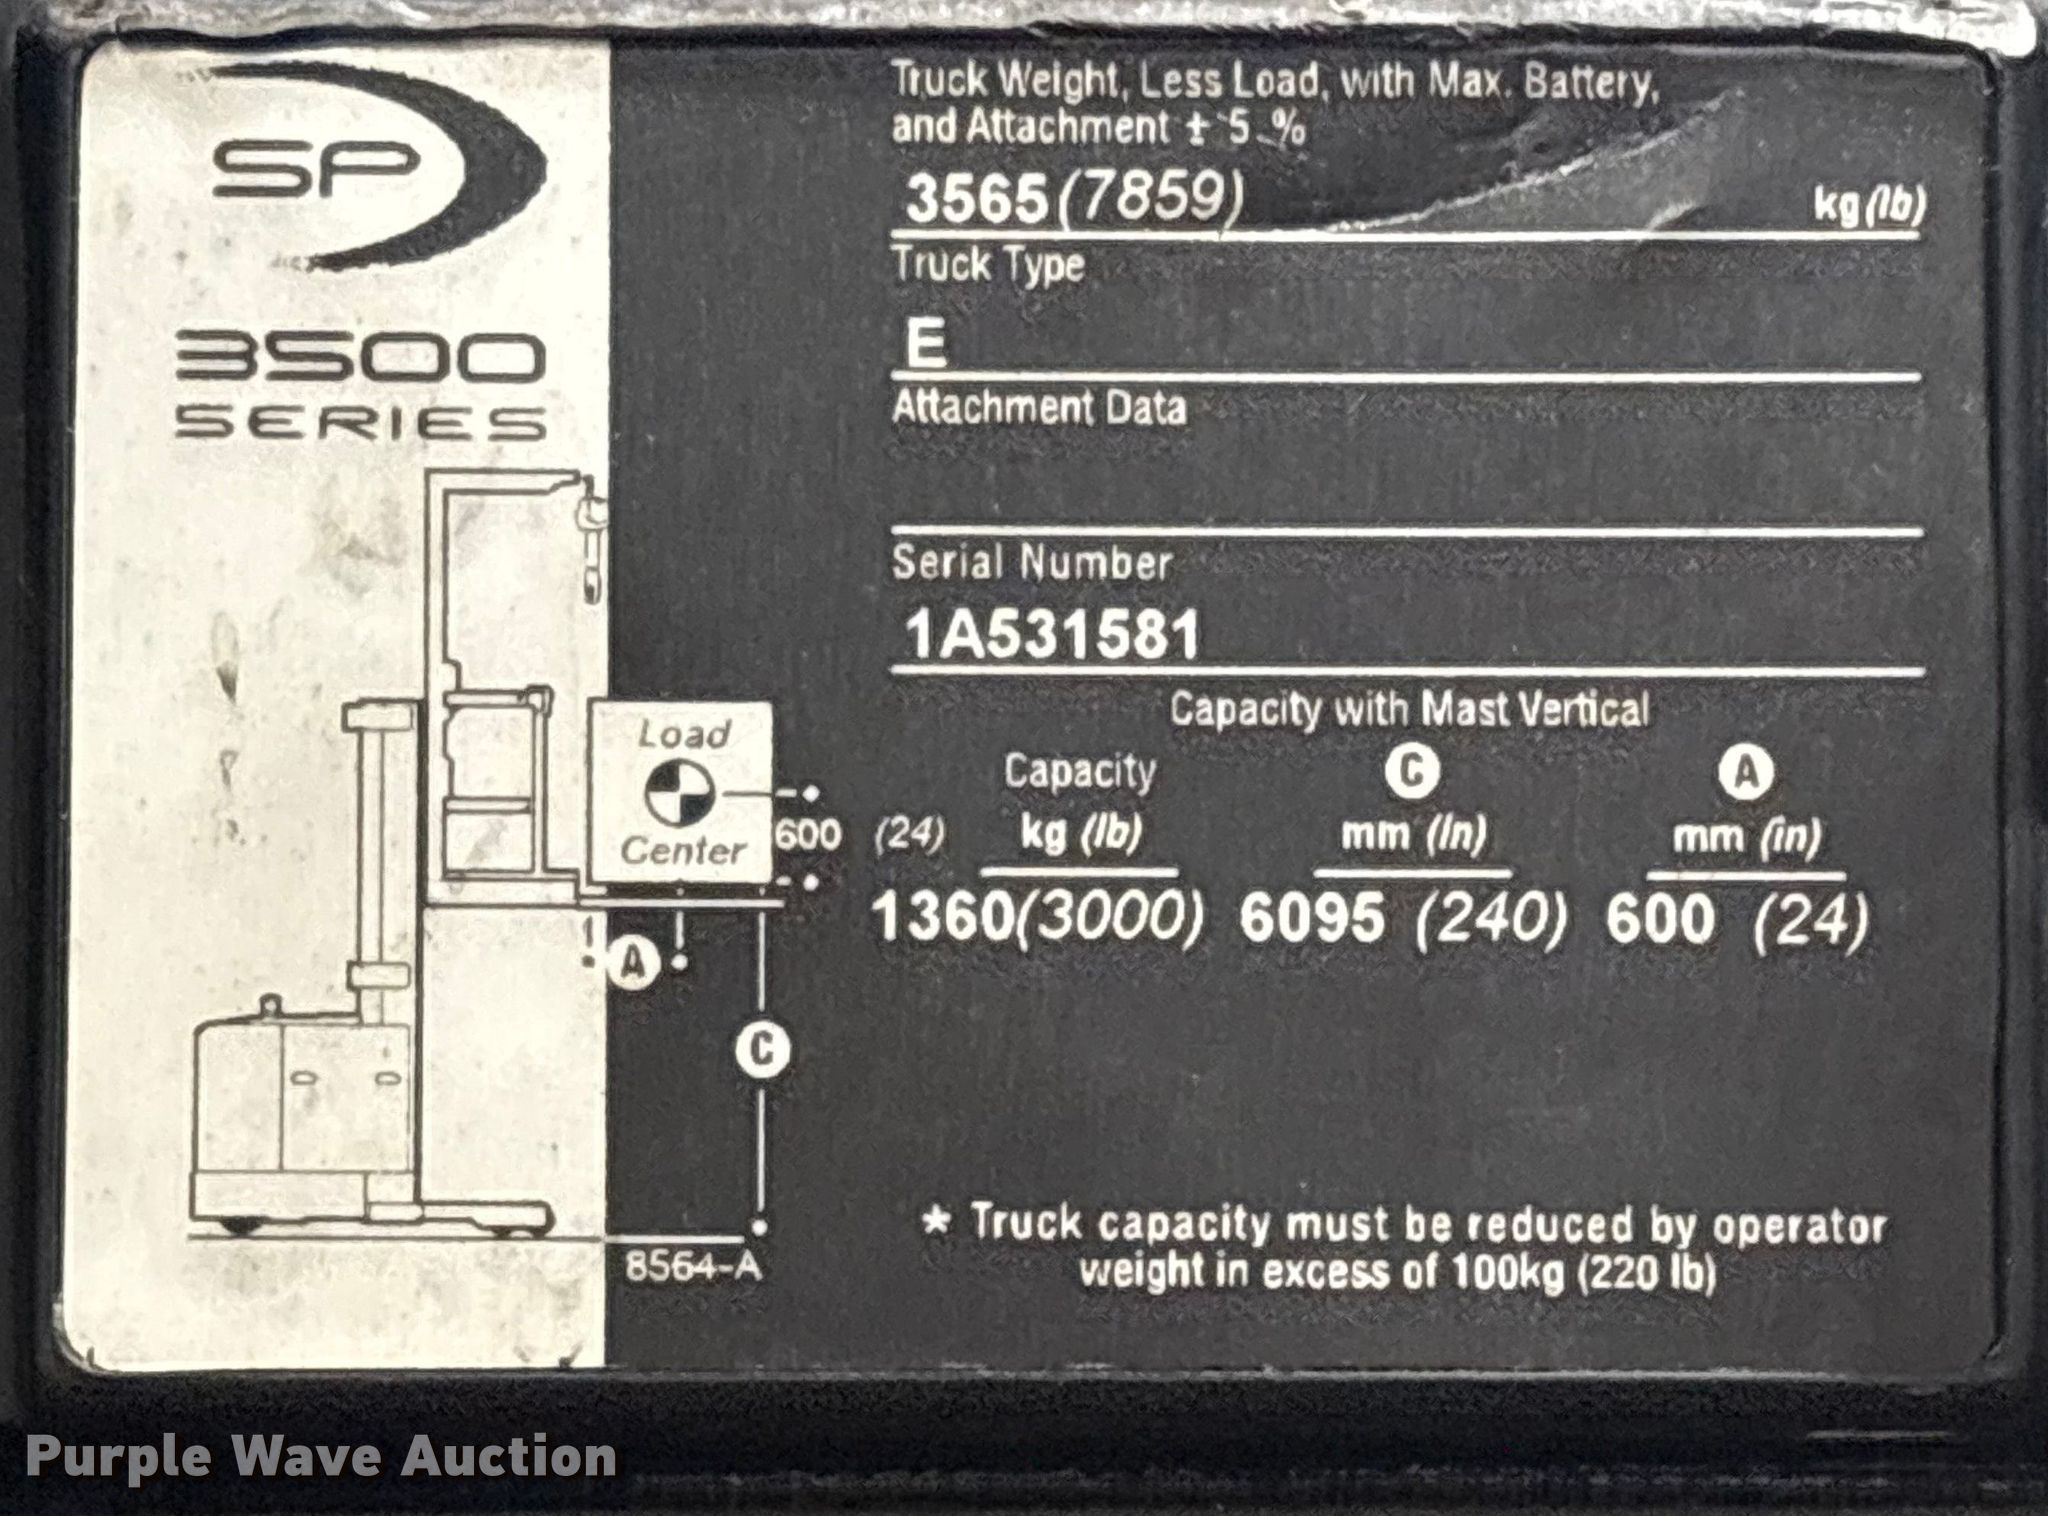 SP
3500
SERIES
Truck Weight, Less Load, with Max. Battery,
and Attachment ± 5 %
3565 (7859) kg (lb)
Truck Type
E
Attachment Data
Serial Number
1A531581
Capacity with Mast Vertical
Capacity C A
kg (lb) mm (in) mm (in)
1360 (3000) 6095 (240) 600 (24)
Load
Center
600 (24)
A
C
8564-A
* Truck capacity must be reduced by operator
weight in excess of 100kg (220 lb)
Purple Wave Auction